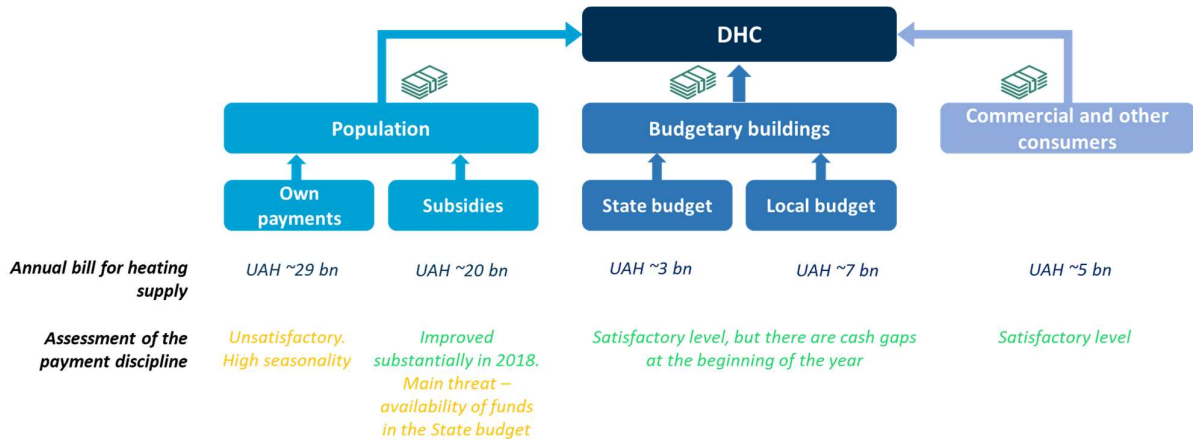 DHC
Population
Budgetary buildings
Commercial and other
consumers
Own
payments
Subsidies
State budget
Local budget
Annual bill for heating
supply
UAH ~29 bn
UAH ~20 bn
UAH ~3 bn
UAH ~7 bn
UAH ~5 bn
Assessment of the
payment discipline
Unsatisfactory.
High seasonality
Improved
substantially in 2018.
Main threat –
availability of funds
in the State budget
Satisfactory level, but there are cash gaps
at the beginning of the year
Satisfactory level